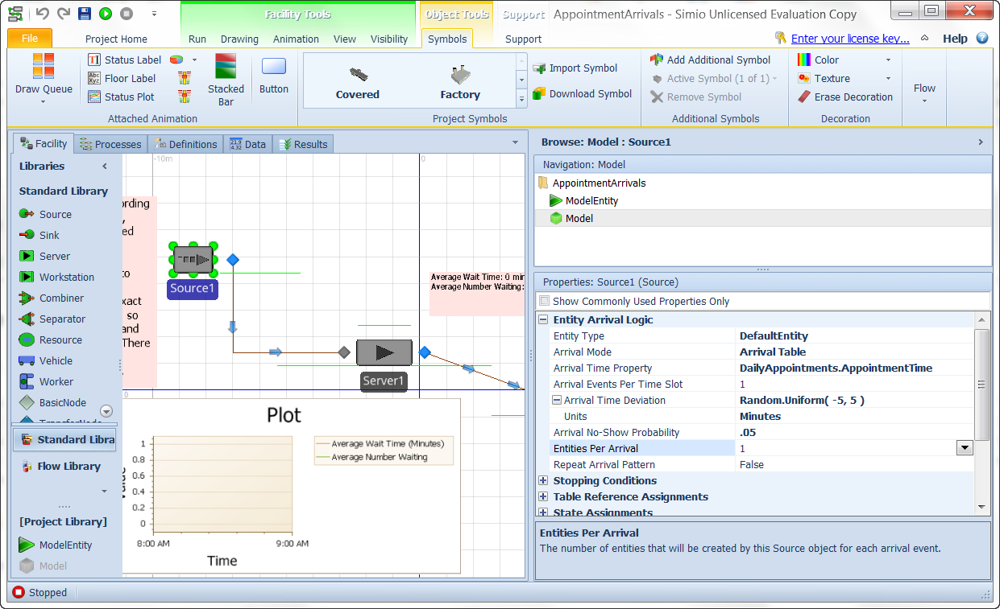 Facility Tools
Object Tools
Support
AppointmentArrivals - Simio Unlicensed Evaluation Copy
File
Project Home
Run
Drawing
Animation
View
Visibility
Symbols
Support
Enter your license key...
Help
Draw Queue
Status Label
Floor Label
Status Plot
Stacked
Bar
Button
Attached Animation
Covered
Factory
Import Symbol
Download Symbol
Project Symbols
Add Additional Symbol
Active Symbol (1 of 1)
Remove Symbol
Additional Symbols
Color
Texture
Erase Decoration
Decoration
Flow
Facility
Processes
Definitions
Data
Results
Libraries
Standard Library
Source
Sink
Server
Workstation
Combiner
Separator
Resource
Vehicle
Worker
BasicNode
TransferNode
Standard Libra
Flow Library
[Project Library]
ModelEntity
Model
-10m
0
ording
,
ed
to
xact
so
and
There
Source1
Server1
Average Wait Time: 0 min
Average Number Waiting:
0
Plot
Average Wait Time (Minutes)
Average Number Waiting
Value
1
0.8
0.6
0.4
0.2
0
8:00 AM
9:00 AM
Time
Browse: Model : Source1
Navigation: Model
AppointmentArrivals
ModelEntity
Model
Properties: Source1 (Source)
Show Commonly Used Properties Only
Entity Arrival Logic
Entity Type DefaultEntity
Arrival Mode Arrival Table
Arrival Time Property DailyAppointments.AppointmentTime
Arrival Events Per Time Slot 1
Arrival Time Deviation Random.Uniform( -5, 5 )
Units Minutes
Arrival No-Show Probability .05
Entities Per Arrival 1
Repeat Arrival Pattern False
Stopping Conditions
Table Reference Assignments
State Assignments
Entities Per Arrival
The number of entities that will be created by this Source object for each arrival event.
Stopped